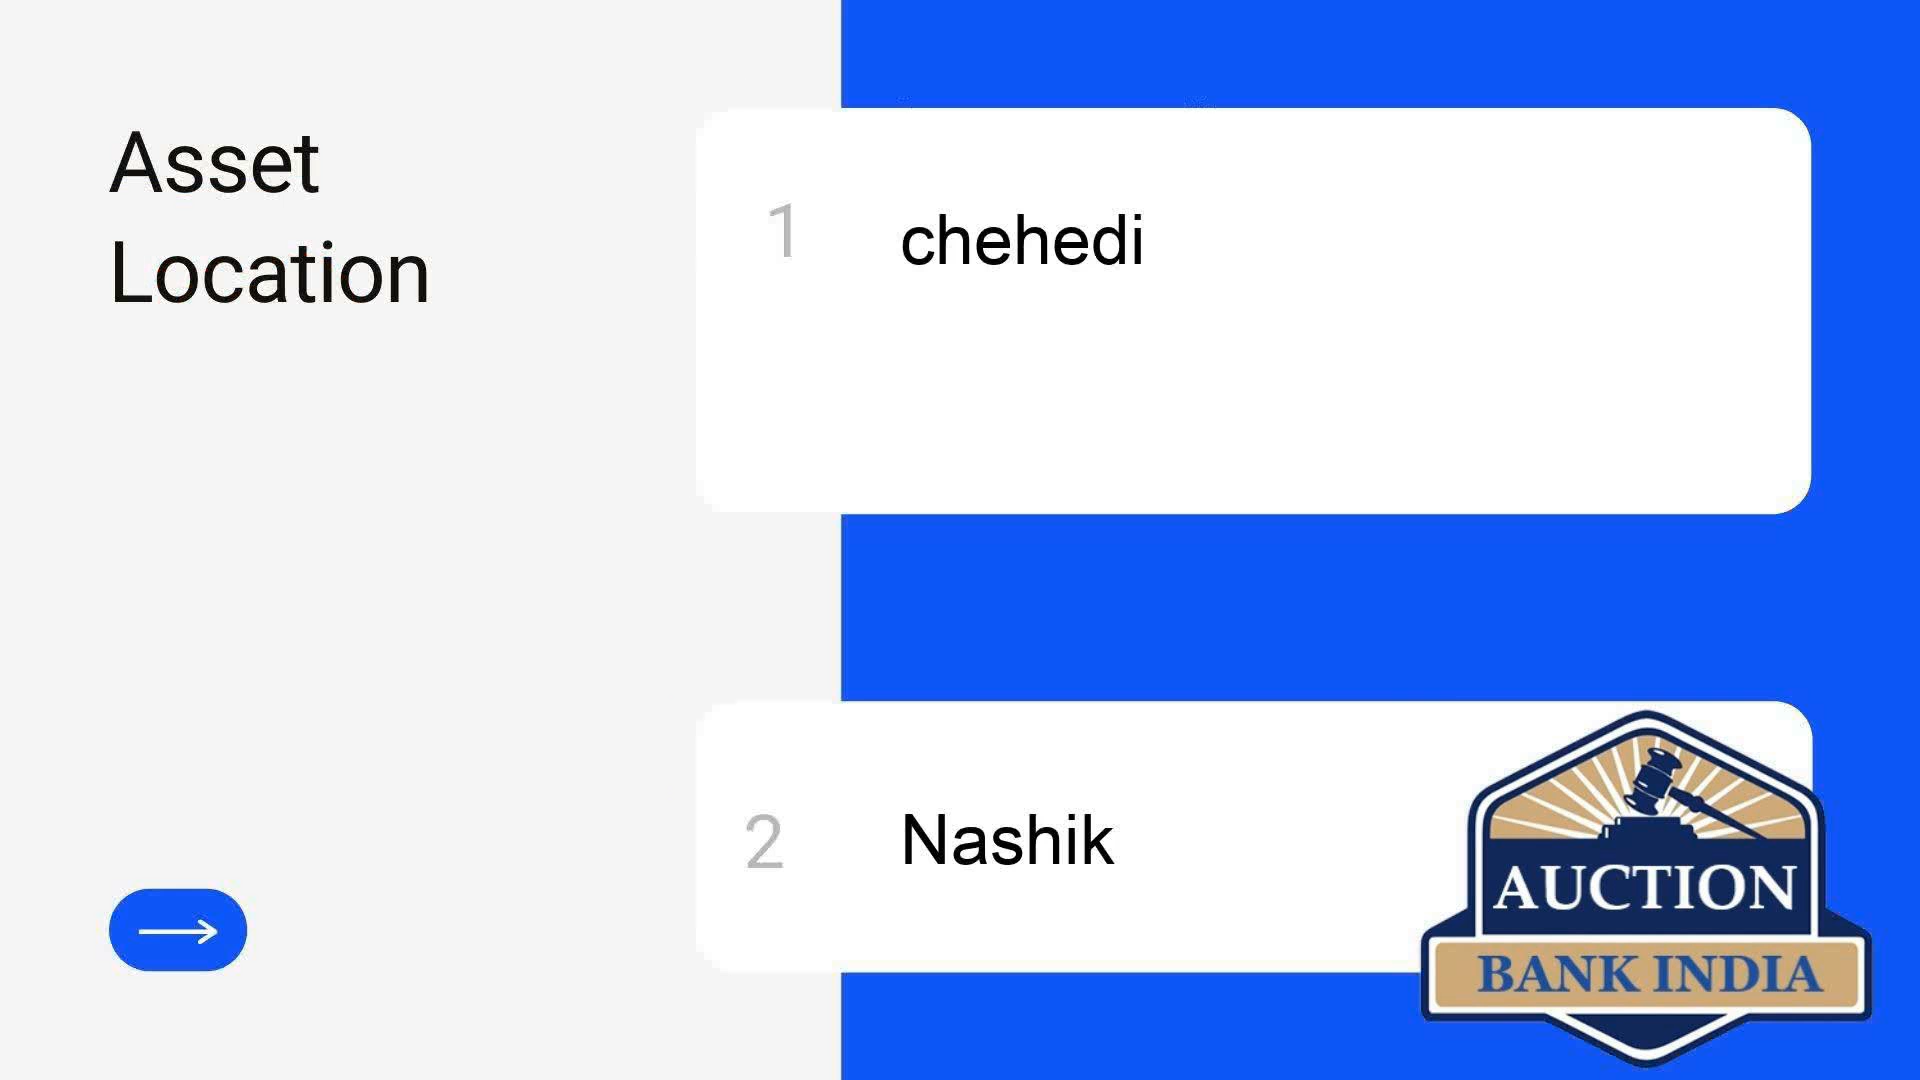 Asset
Location
1
chehedi
2
Nashik
AUCTION
BANK INDIA